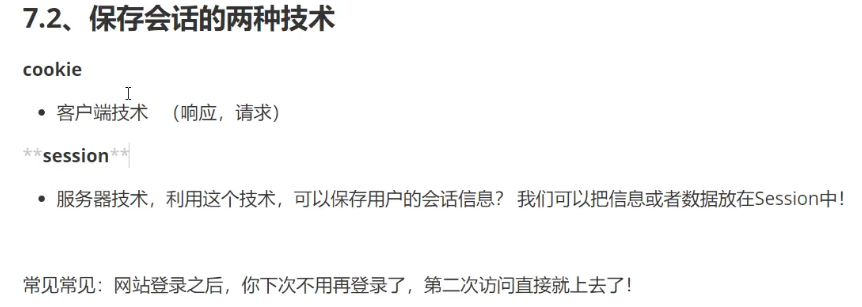 7.2、保存会话的两种技术
cookie
客户端技术 （响应，请求）
**session**
服务器技术，利用这个技术，可以保存用户的会话信息？ 我们可以把信息或者数据放在Session中！
常见常见：网站登录之后，你下次不用再登录了，第二次访问直接就上去了！